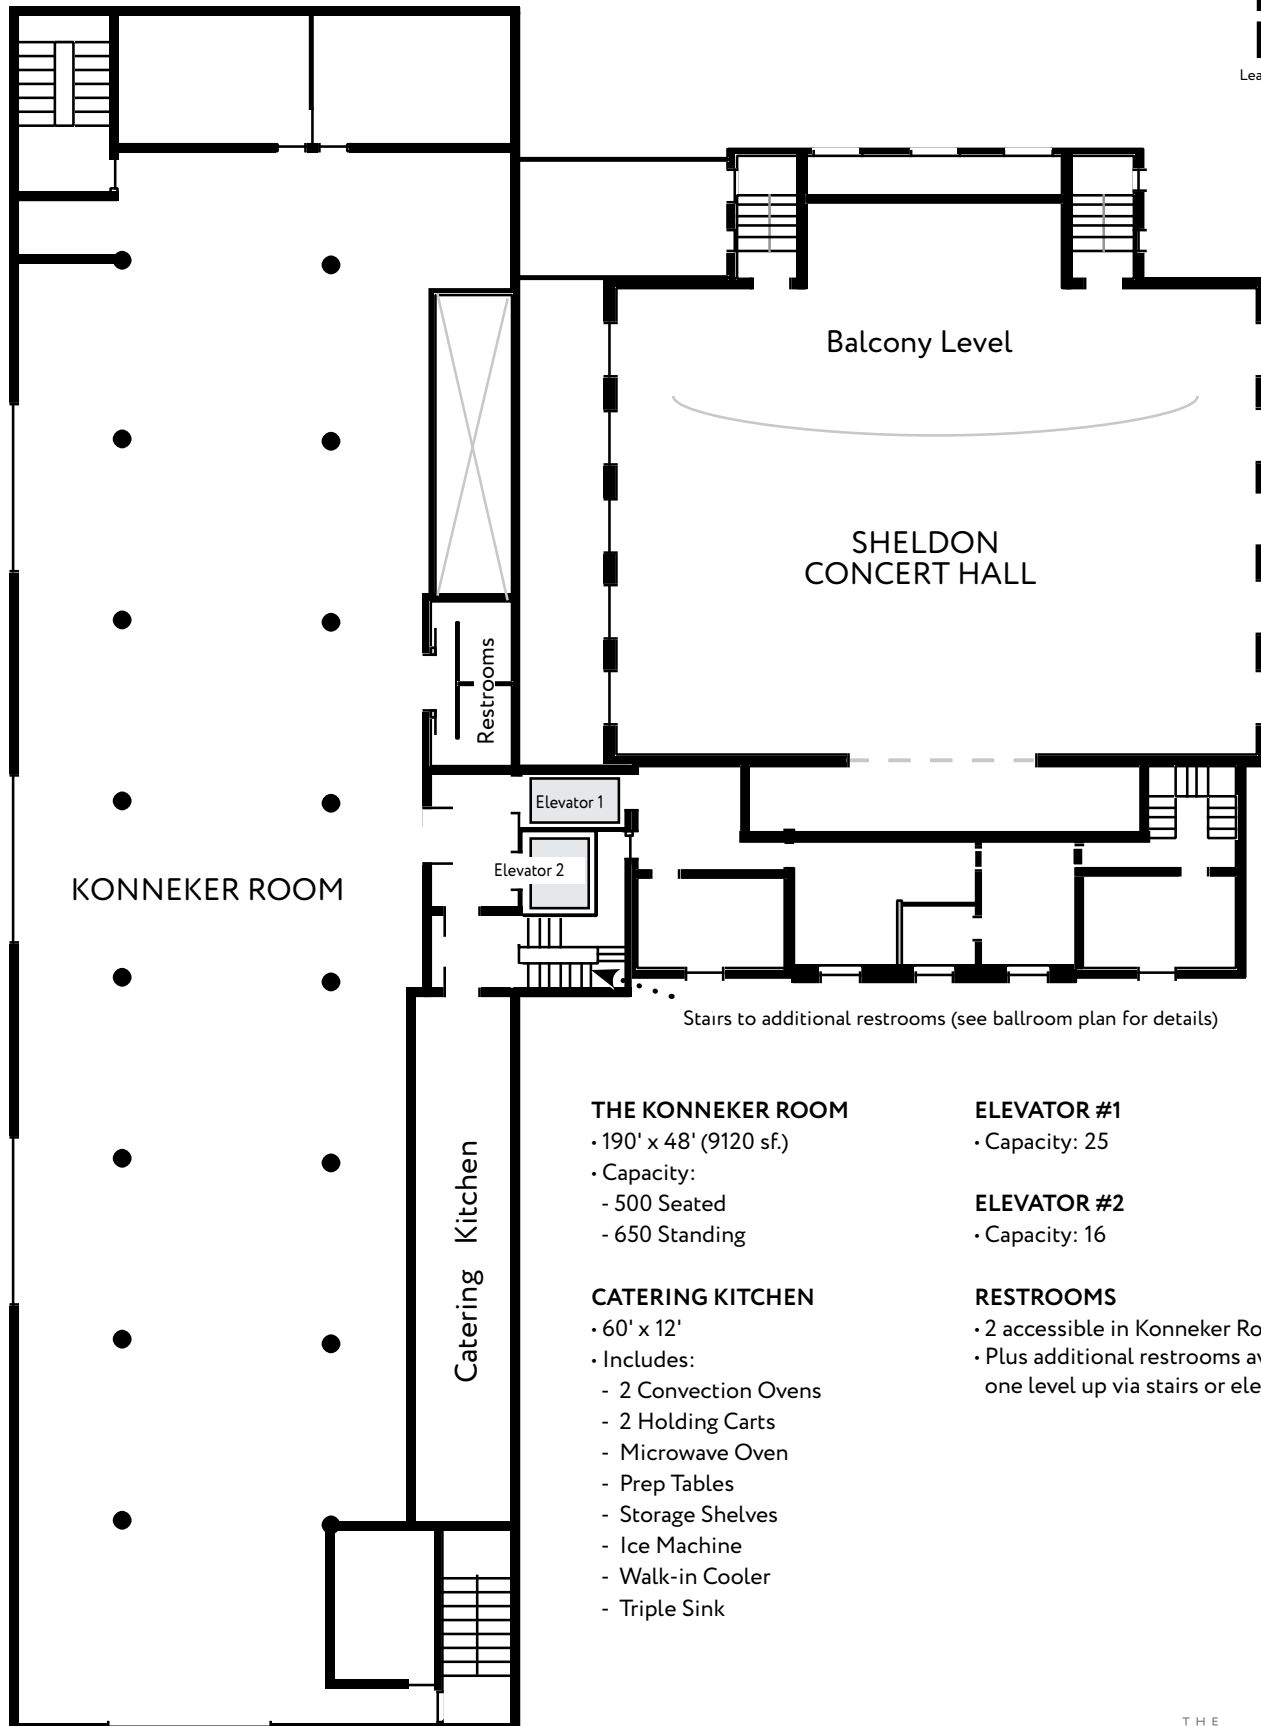 Balcony Level
SHELDON
CONCERT HALL
Restrooms
Elevator 1
Elevator 2
KONNEKER ROOM
Stairs to additional restrooms (see ballroom plan for details)
Catering Kitchen
THE KONNEKER ROOM
• 190' x 48' (9120 sf.)
• Capacity:
- 500 Seated
- 650 Standing
CATERING KITCHEN
• 60' x 12'
• Includes:
- 2 Convection Ovens
- 2 Holding Carts
- Microwave Oven
- Prep Tables
- Storage Shelves
- Ice Machine
- Walk-in Cooler
- Triple Sink
ELEVATOR #1
• Capacity: 25
ELEVATOR #2
• Capacity: 16
RESTROOMS
• 2 accessible in Konneker
• Plus additional restrooms
one level up via stairs or
THE